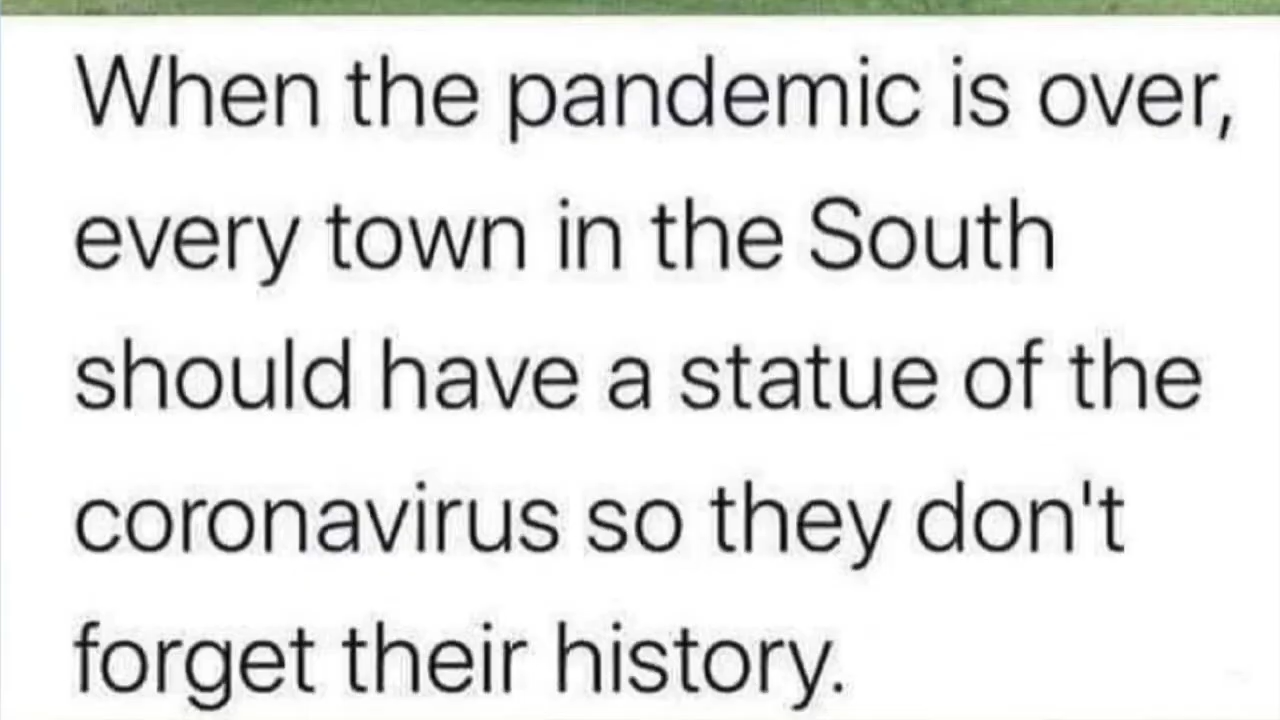 When the pandemic is over,
every town in the South
should have a statue of the
coronavirus so they don't
forget their history.